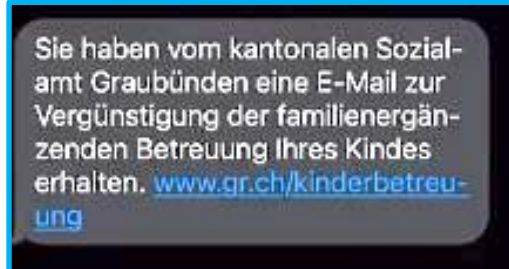 Sie haben vom kantonalen Sozial-
amt Graubünden eine E-Mail zur
Vergünstigung der familienergän-
zenden Betreuung Ihres Kindes
erhalten. www.gr.ch/kinderbetreu-
ung